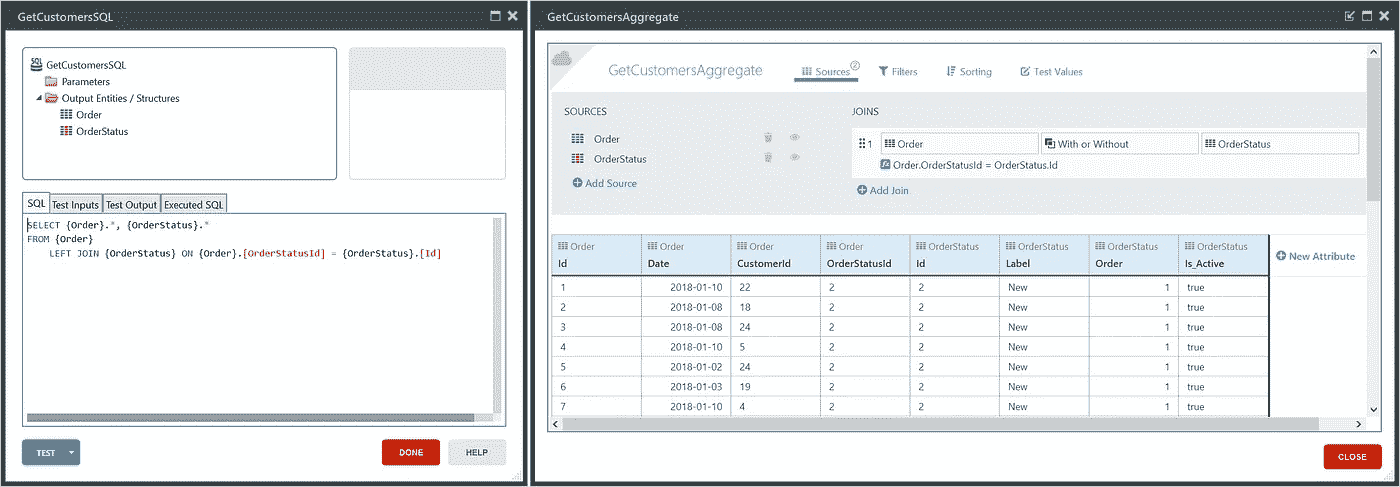 GetCustomersSQL
GetCustomersSQL
Parameters
Output Entities / Structures
Order
OrderStatus
SQL Test Inputs Test Output Executed SQL
SELECT {Order}.*, {OrderStatus}.*
FROM {Order}
LEFT JOIN {OrderStatus} ON {Order}.[OrderStatusId] = {OrderStatus}.[Id]
TEST DONE HELP
GetCustomersAggregate
GetCustomersAggregate Sources 2 Filters Sorting Test Values
SOURCES JOINS
Order
OrderStatus
Add Source
1 Order With or Without OrderStatus
Order.OrderStatusId = OrderStatus.Id
Add Join
Order Order Order Order OrderStatus OrderStatus OrderStatus OrderStatus
Id Date CustomerId OrderStatusId Id Label Order Is_Active
New Attribute
1 2018-01-10 22 2 2 New 1 true
2 2018-01-08 18 2 2 New 1 true
3 2018-01-08 24 2 2 New 1 true
4 2018-01-10 5 2 2 New 1 true
5 2018-01-02 24 2 2 New 1 true
6 2018-01-03 19 2 2 New 1 true
7 2018-01-10 4 2 2 New 1 true
CLOSE